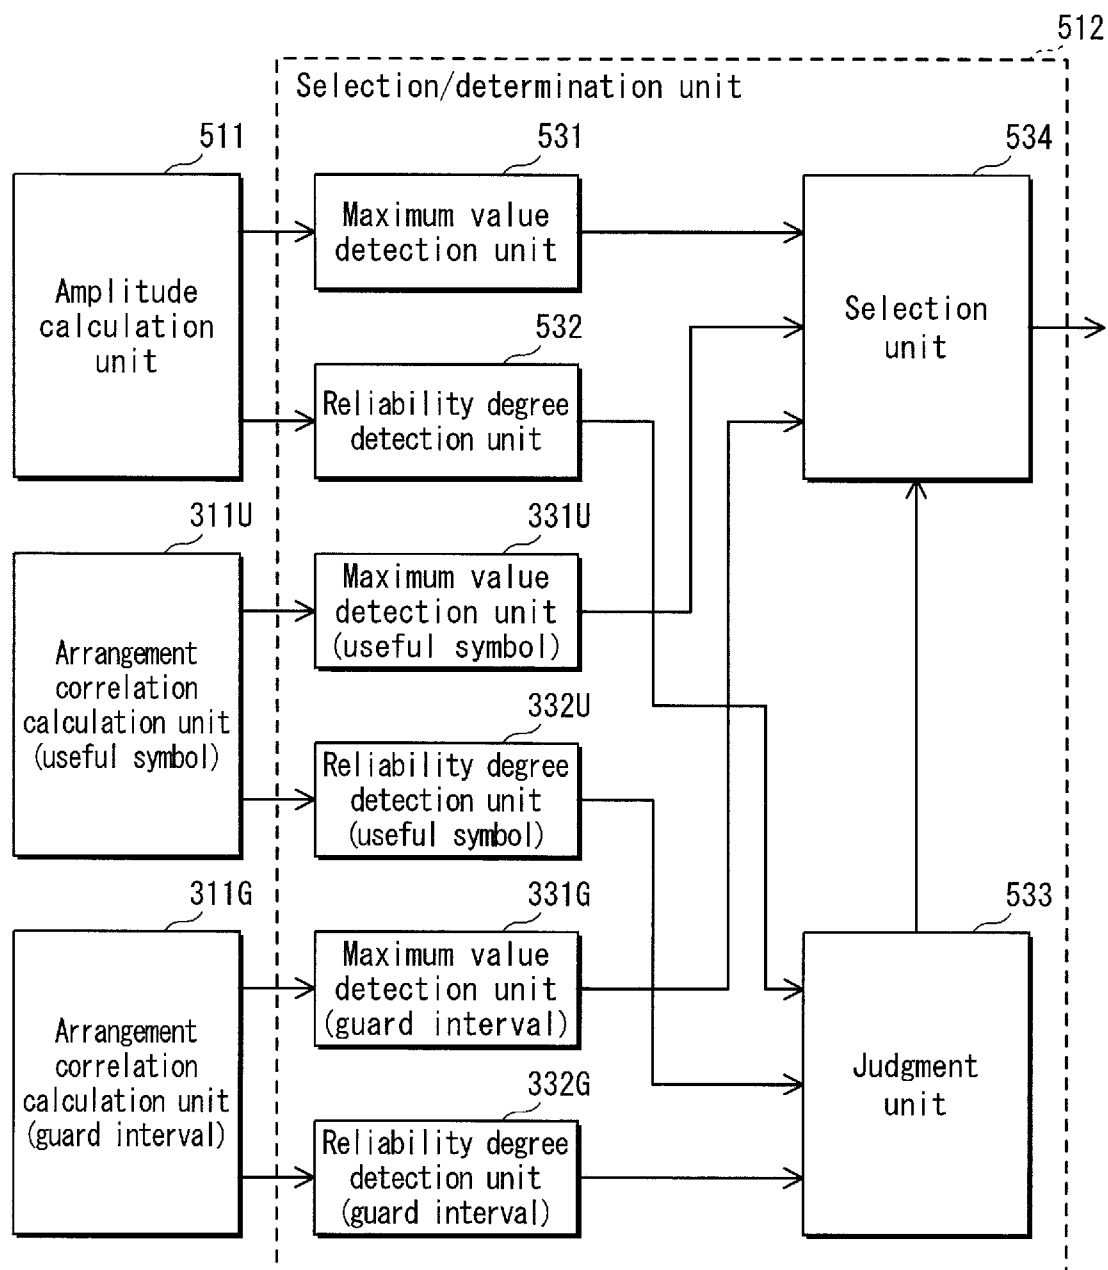 512
Selection/determination unit
511
531
534
Amplitude
calculation
unit
Maximum value
detection unit
Selection
unit
532
Reliability degree
detection unit
311U
331U
Arrangement
correlation
calculation unit
(useful symbol)
Maximum value
detection unit
(useful symbol)
332U
Reliability degree
detection unit
(useful symbol)
311G
331G
533
Arrangement
correlation
calculation unit
(guard interval)
Maximum value
detection unit
(guard interval)
Judgment
unit
332G
Reliability degree
detection unit
(guard interval)